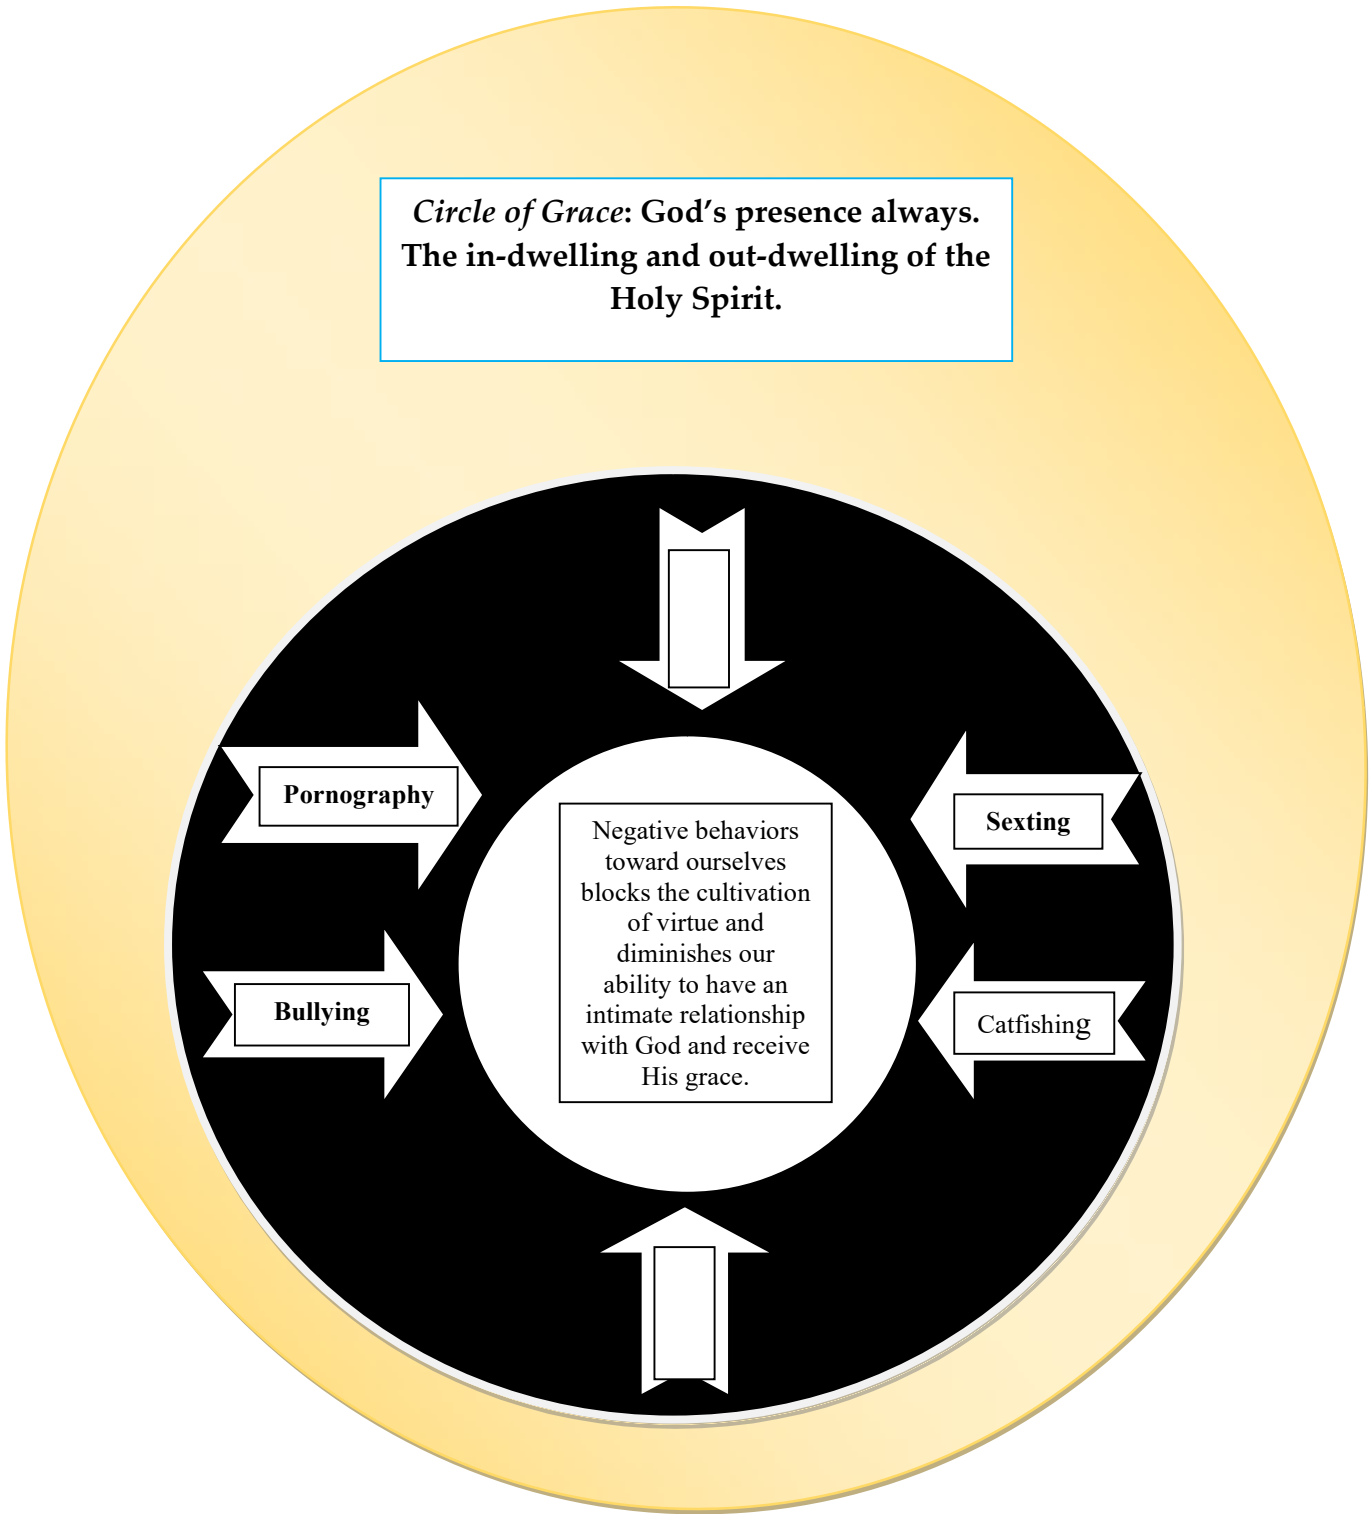 Circle of Grace: God’s presence always.
The in-dwelling and out-dwelling of the
Holy Spirit.
Pornography
Sexting
Negative behaviors
toward ourselves
blocks the cultivation
of virtue and
diminishes our
ability to have an
intimate relationship
with God and receive
His grace.
Bullying
Catfishing